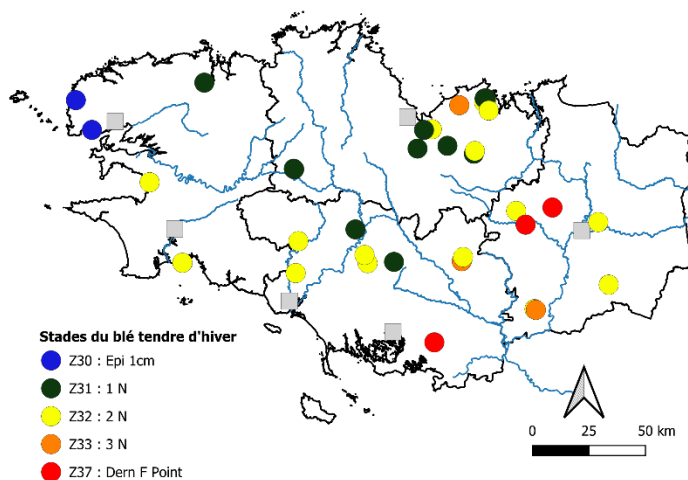 Stades du blé tendre d'hiver
Z30 : Epi 1cm
Z31 : 1 N
Z32 : 2 N
Z33 : 3 N
Z37 : Dern F Point
0 25 50 km